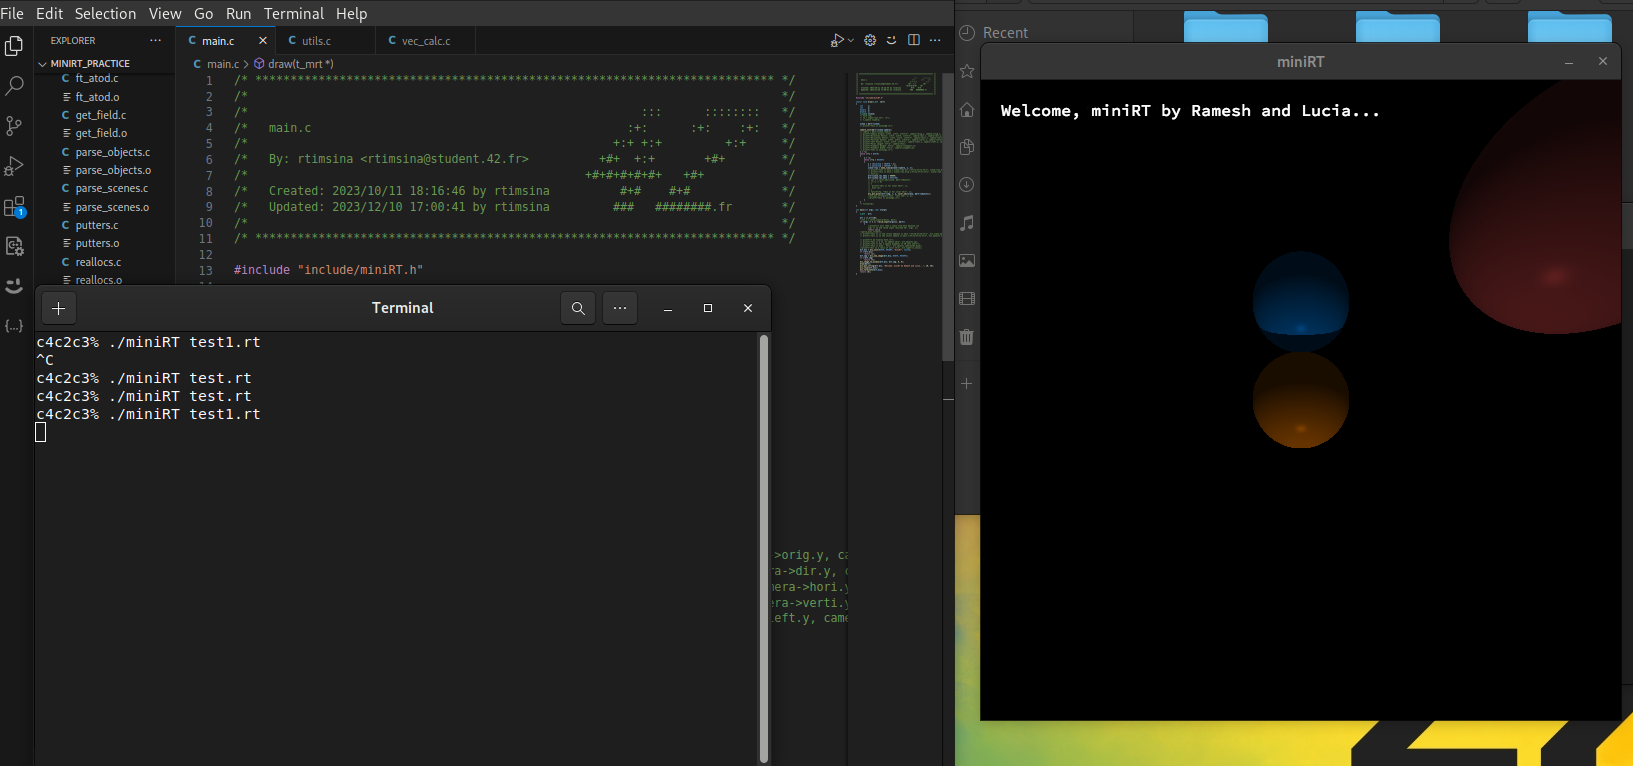 File Edit Selection View Go Run Terminal Help
EXPLORER ...
main.c
utils.c
vec_calc.c
MINIRT_PRACTICE
main.c > draw(t_mrt *)
ft_atod.c
ft_atod.o
get_field.c
get_field.o
parse_objects.c
parse_objects.o
parse_scenes.c
parse_scenes.o
putters.c
putters.o
reallocs.c
reallocs.o
1 /* ************************************************************************** */
2 /* */
3 /* ::: :::::::: */
4 /* main.c :+: :+: :+: */
5 /* +:+ +:+ +:+ */
6 /* By: rtimsina <rtimsina@student.42.fr> +#+ +:+ +#+ */
7 /* +#+#+#+#+#+ +#+ */
8 /* Created: 2023/10/11 18:16:46 by rtimsina #+# #+# */
9 /* Updated: 2023/12/10 17:00:41 by rtimsina ### ########.fr */
10 /* */
11 /* ************************************************************************** */
12
13 #include "include/miniRT.h"
1
{...}
Terminal
c4c2c3% ./miniRT test1.rt
^C
c4c2c3% ./miniRT test.rt
c4c2c3% ./miniRT test.rt
c4c2c3% ./miniRT test1.rt
>orig.y,
>dir.y,
>hori.y
>verti.y
left.y, came
Recent
miniRT
Welcome, miniRT by Ramesh and Lucia...